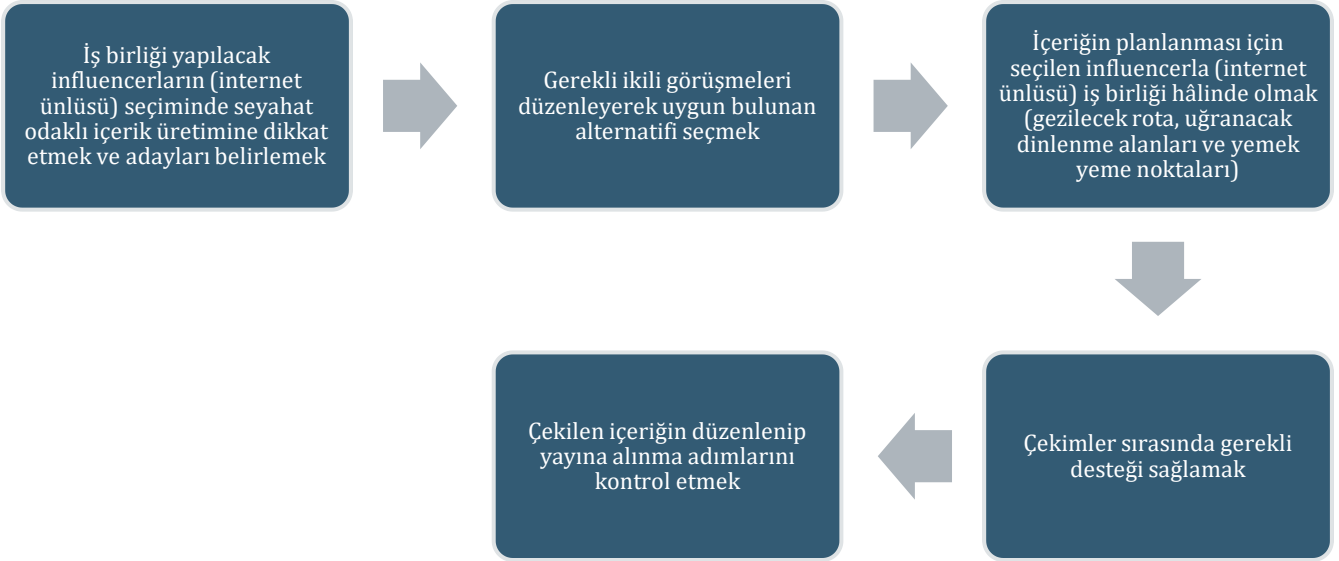 İş birliği yapılacak
influencerların (internet
ünlüsü) seçiminde seyahat
odaklı içerik üretimine dikkat
etmek ve adayları belirlemek
Gerekli ikili görüşmeleri
düzenleyerek uygun bulunan
alternatifi seçmek
İçeriğin planlanması için
seçilen influencerla (internet
ünlüsü) iş birliği hâlinde olmak
(gezilecek rota, uğranacak
dinlenme alanları ve yemek
yeme noktaları)
Çekimler sırasında gerekli
desteği sağlamak
Çekilen içeriğin düzenlenip
yayına alınma adımlarını
kontrol etmek